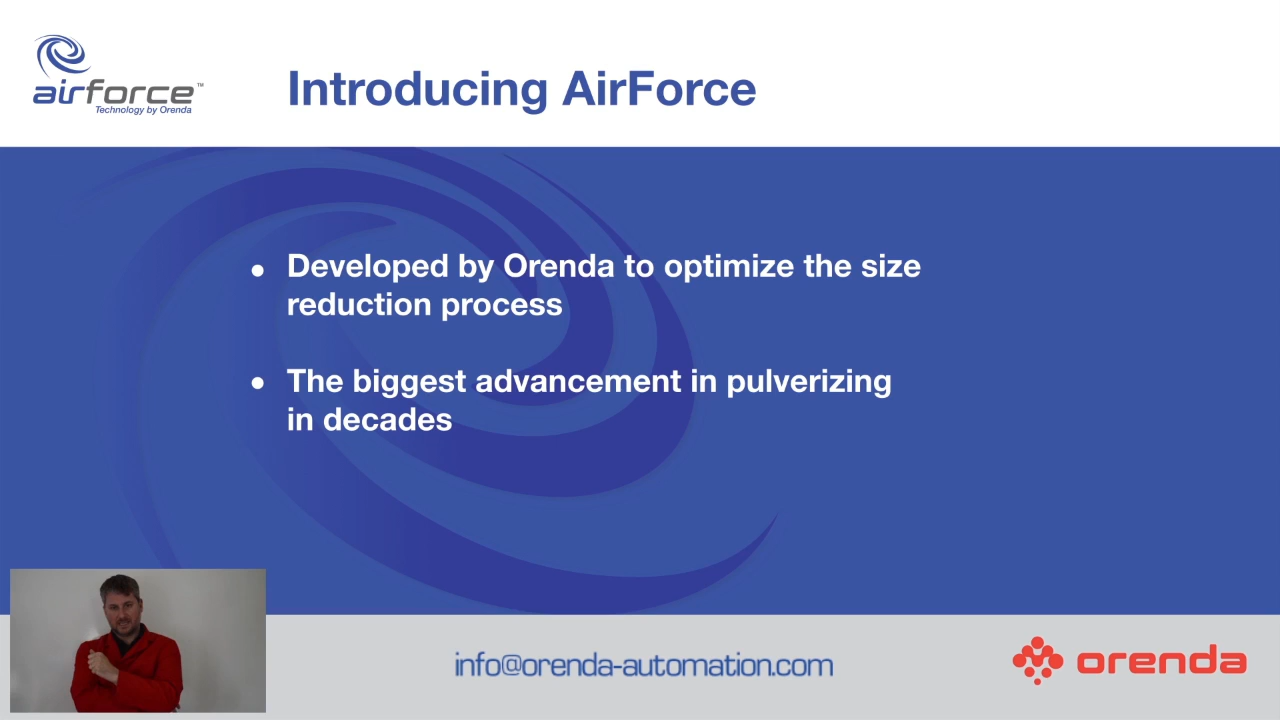 airforce™
Technology by Orenda
Introducing AirForce
• Developed by Orenda to optimize the size
reduction process
• The biggest advancement in pulverizing
in decades
info@orenda-automation.com
orenda